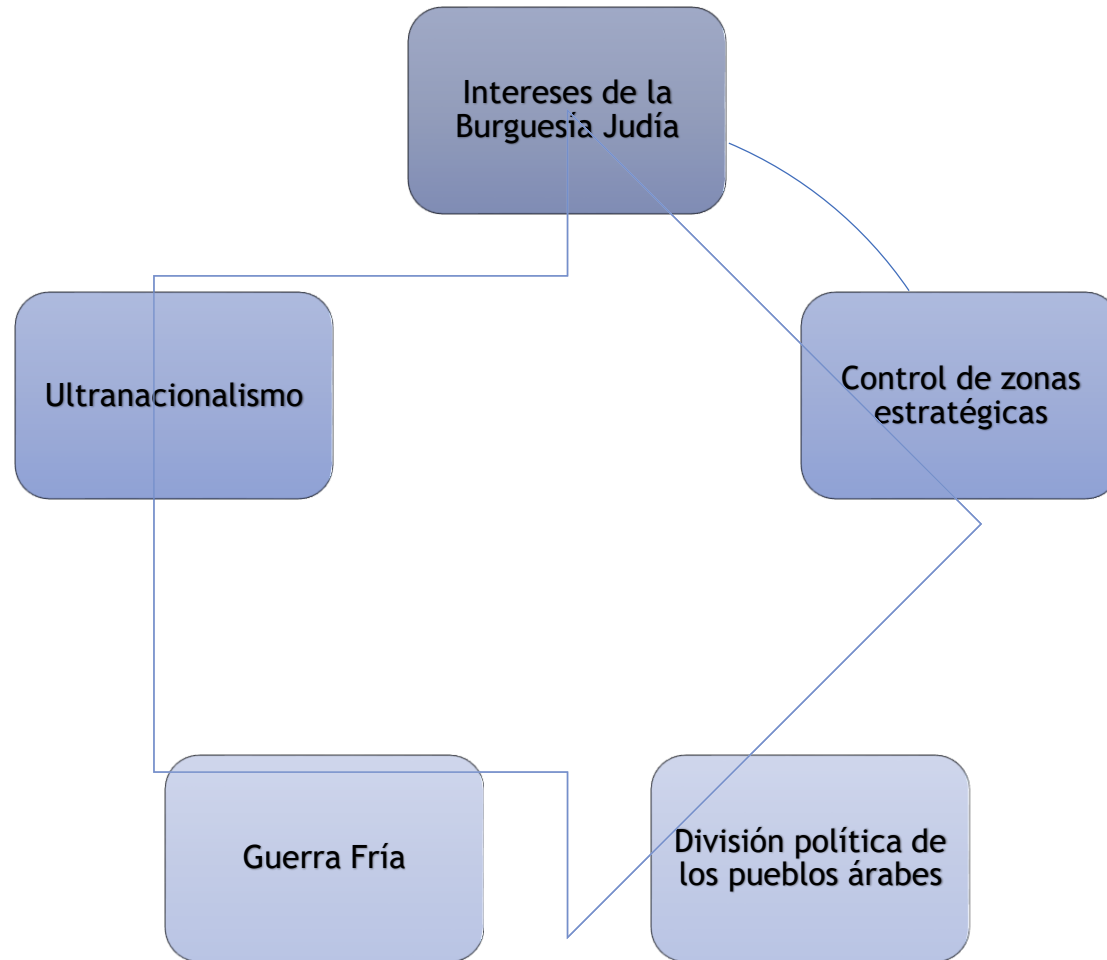 Intereses de la
Burguesía Judía
Control de zonas
estratégicas
División política de
los pueblos árabes
Guerra Fría
Ultranacionalismo